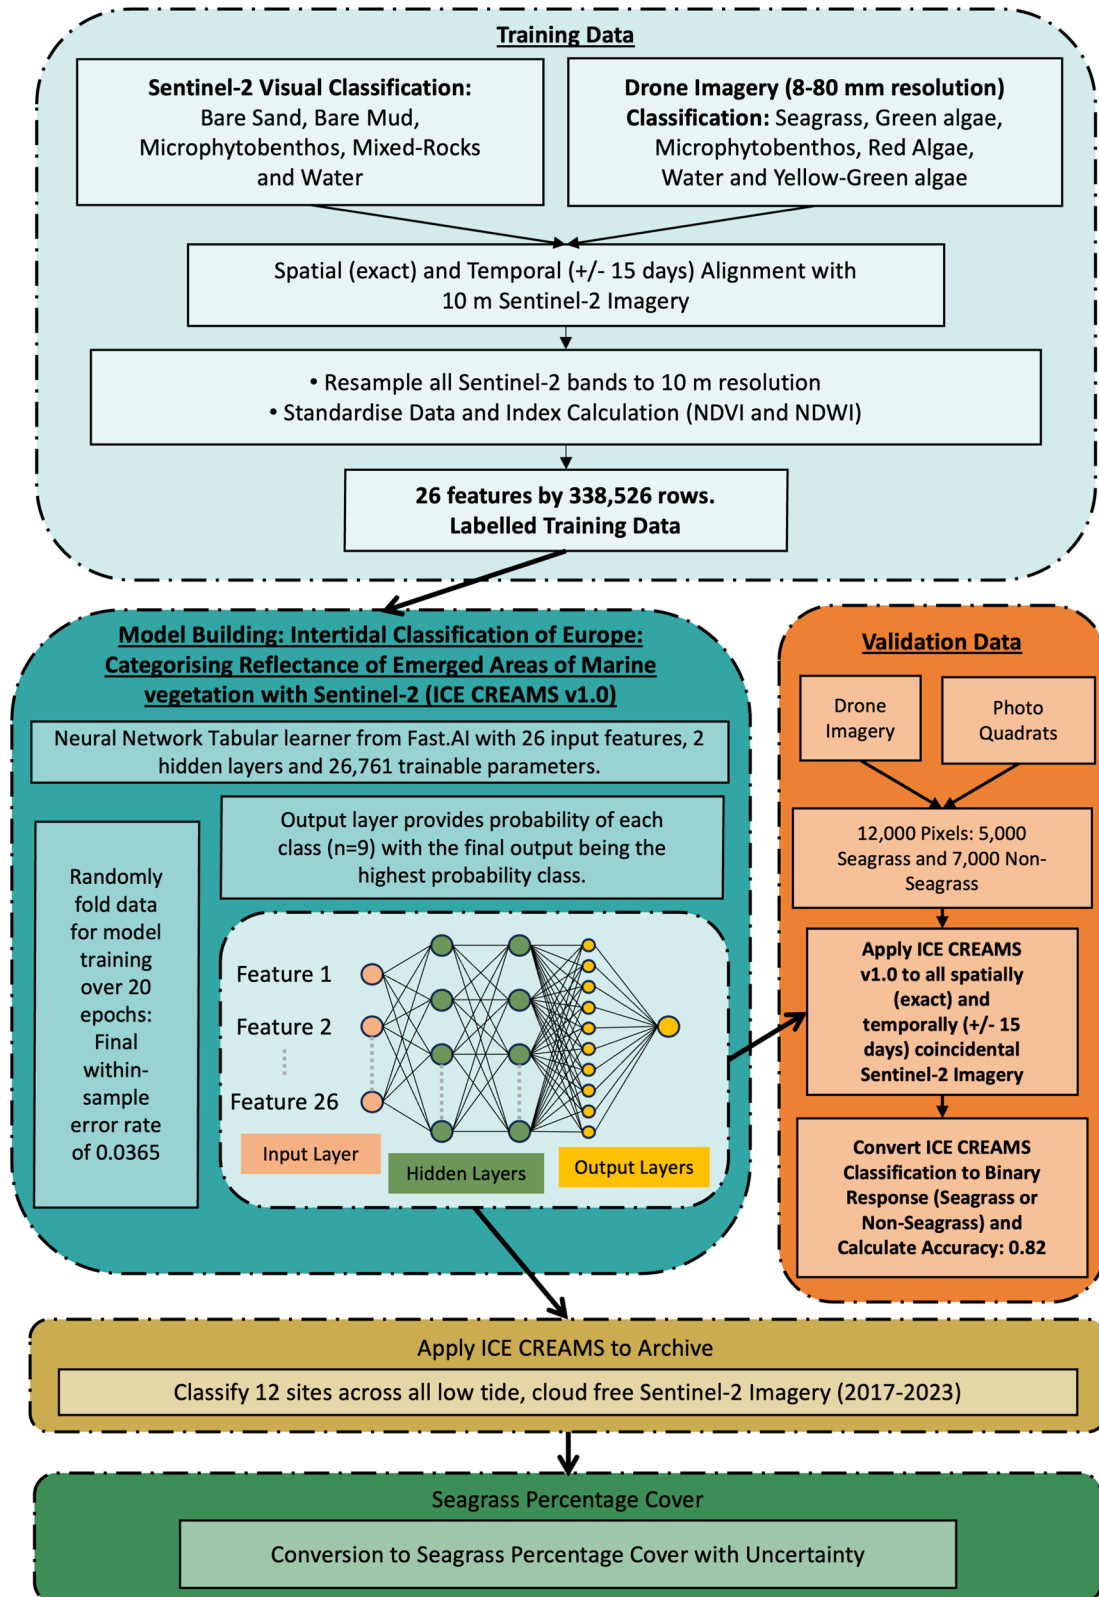 Training Data
Sentinel-2 Visual Classification:
Bare Sand, Bare Mud,
Microphytobenthos, Mixed-Rocks
and Water
Drone Imagery (8-80 mm resolution)
Classification: Seagrass, Green algae,
Microphytobenthos, Red Algae,
Water and Yellow-Green algae
Spatial (exact) and Temporal (+/- 15 days) Alignment with
10 m Sentinel-2 Imagery
• Resample all Sentinel-2 bands to 10 m resolution
• Standardise Data and Index Calculation (NDVI and NDWI)
26 features by 338,526 rows.
Labelled Training Data
Model Building: Intertidal Classification of Europe:
Categorising Reflectance of Emerged Areas of Marine
vegetation with Sentinel-2 (ICE CREAMS v1.0)
Neural Network Tabular learner from Fast.AI with 26 input features, 2
hidden layers and 26,761 trainable parameters.
Randomly
fold data
for model
training
over 20
epochs:
Final
within-
sample
error rate
of 0.0365
Output layer provides probability of each
class (n=9) with the final output being the
highest probability class.
Feature 1
Feature 2
Feature 26
Input Layer
Hidden Layers
Output Layers
Validation Data
Drone
Imagery
Photo
Quadrats
12,000 Pixels: 5,000
Seagrass and 7,000 Non-
Seagrass
Apply ICE CREAMS
v1.0 to all spatially
(exact) and
temporally (+/- 15
days) coincidental
Sentinel-2 Imagery
Convert ICE CREAMS
Classification to Binary
Response (Seagrass or
Non-Seagrass) and
Calculate Accuracy: 0.82
Apply ICE CREAMS to Archive
Classify 12 sites across all low tide, cloud free Sentinel-2 Imagery (2017-2023)
Seagrass Percentage Cover
Conversion to Seagrass Percentage Cover with Uncertainty